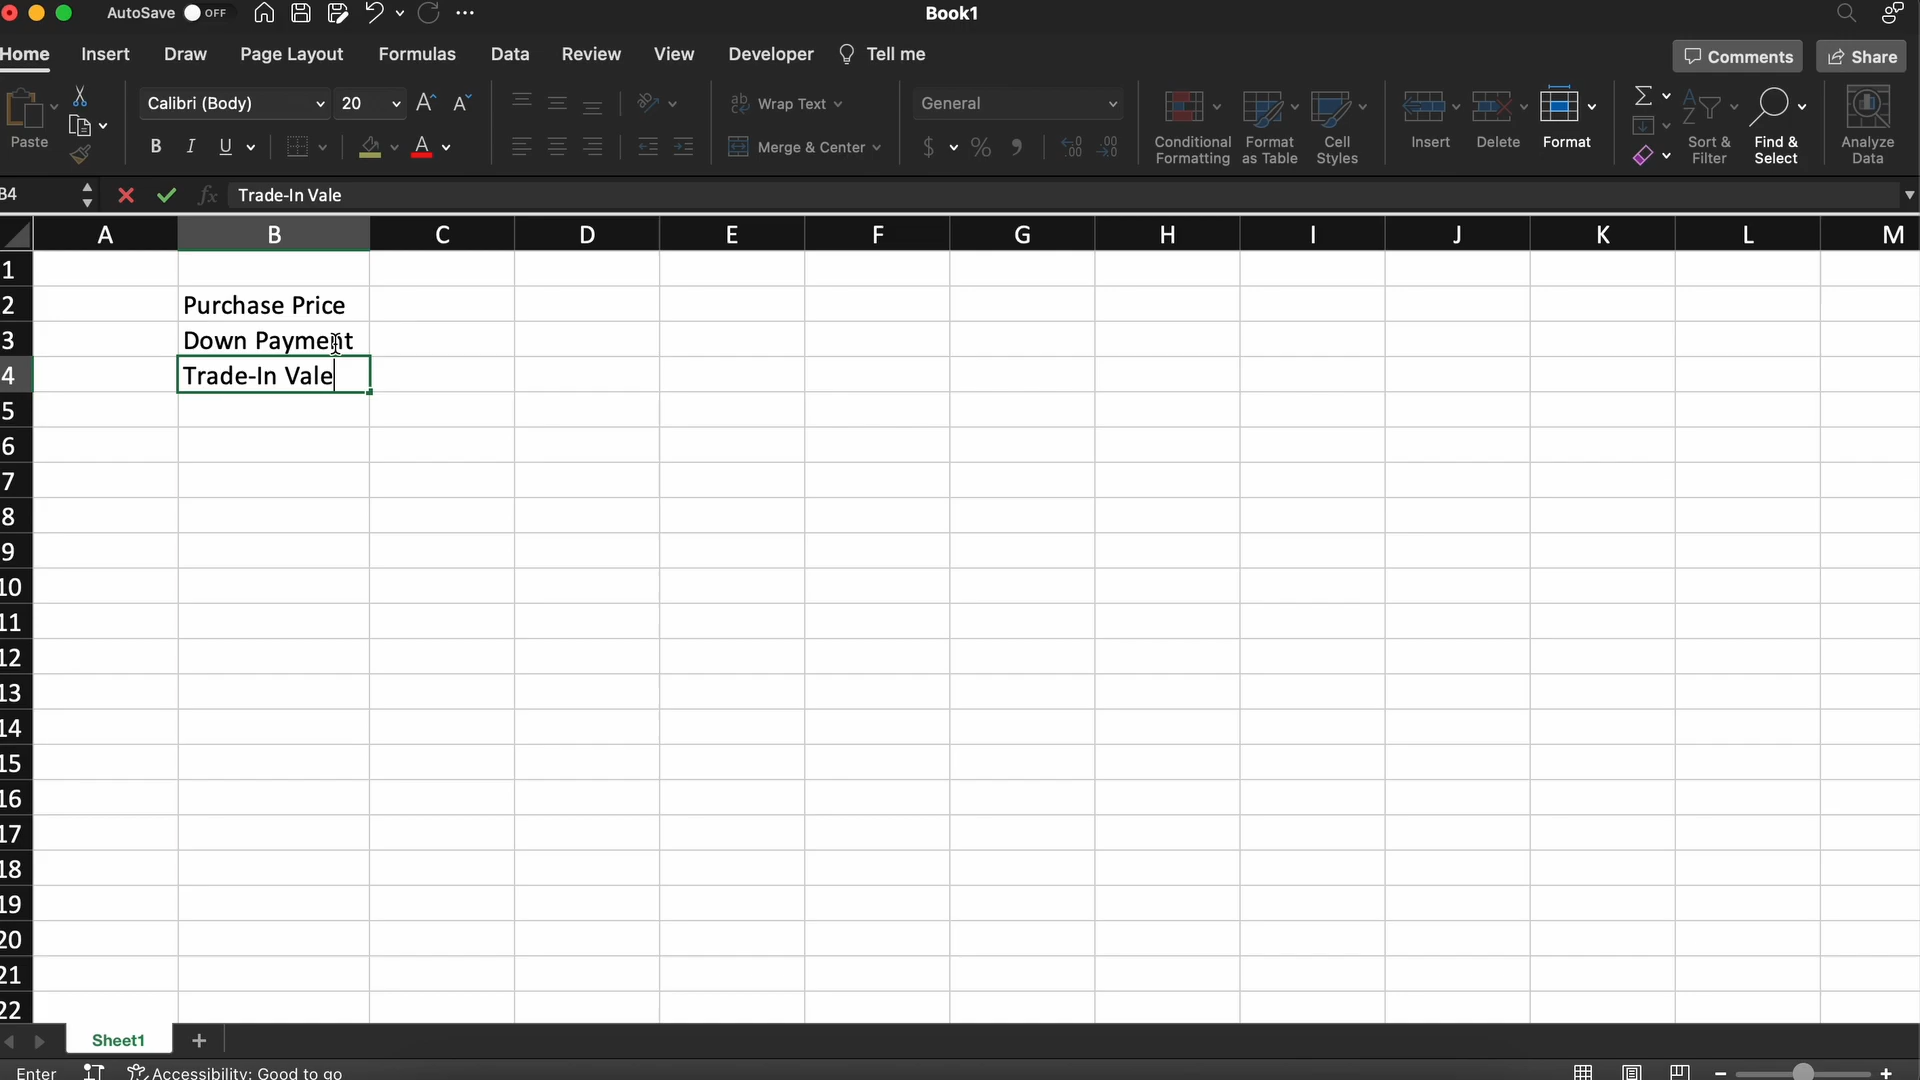 AutoSave OFF
Book1
Home Insert Draw Page Layout Formulas Data Review View Developer Tell me
Comments Share
Paste
Calibri (Body) 20 A A
B I U A
Wrap Text
Merge & Center
General
$ % 9
Conditional Formatting
Format as Table
Cell Styles
Insert Delete Format
Sort & Filter
Find & Select
Analyze Data
B4 fx Trade-In Vale
A B C D E F G H I J K L M
1
2 Purchase Price
3 Down Payment
4 Trade-In Vale
5
6
7
8
9
10
11
12
13
14
15
16
17
18
19
20
21
22
Sheet1 +
Enter Accessibility: Good to go